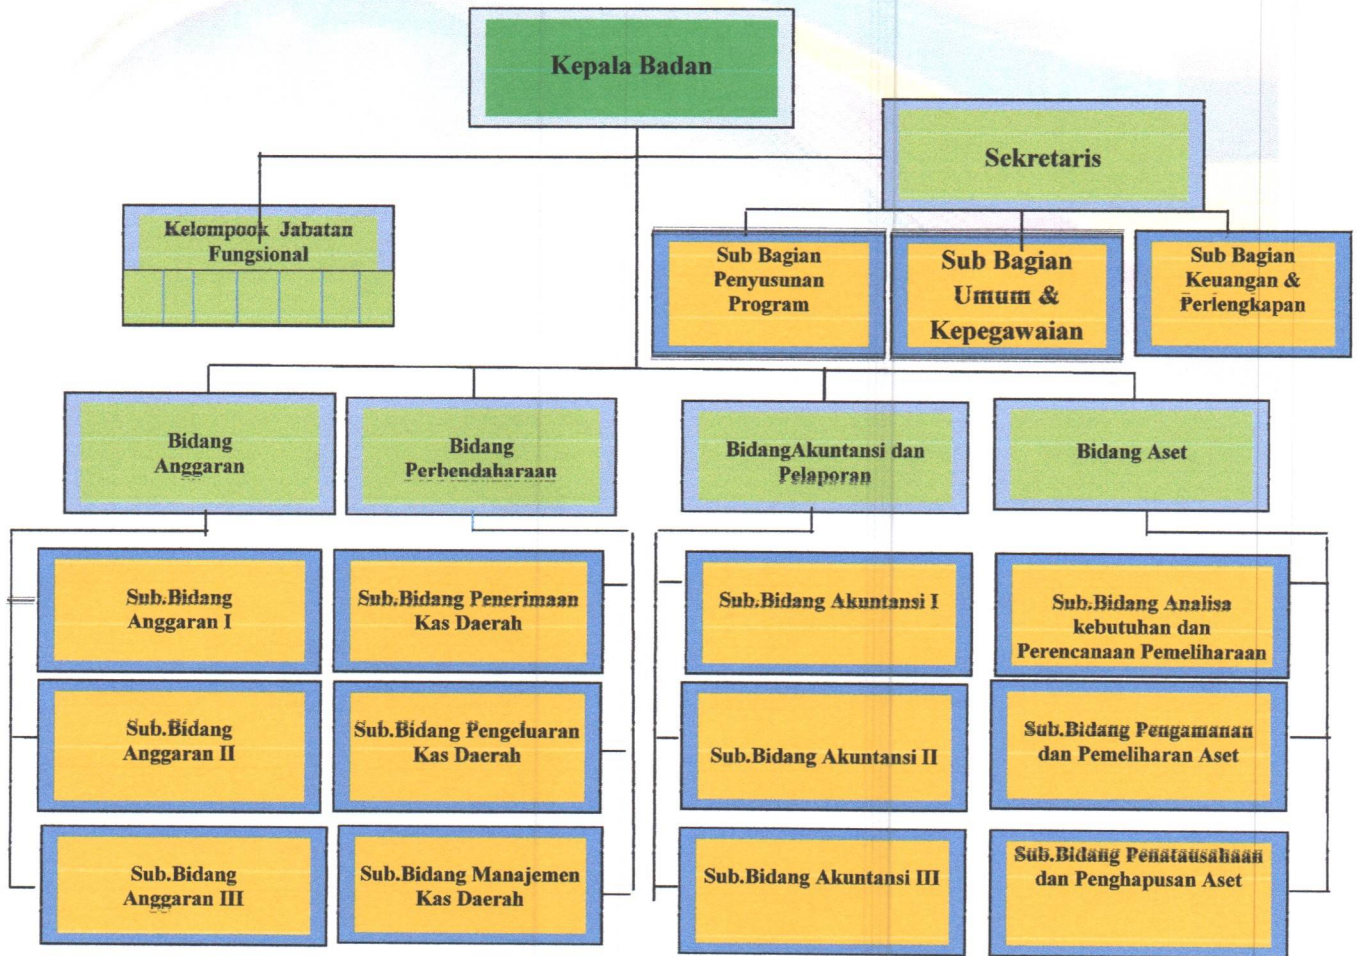 Kepala Badan
Sekretaris
Kelompook Jabatan
Fungsional
Sub Bagian
Penyusunan
Program
Sub Bagian
Umum &
Kepegawaian
Sub Bagian
Keuangan &
Perlengkapan
Bidang
Anggaran
Bidang
Perbendaharaan
BidangAkuntansi dan
Pelaporan
Bidang Aset
Sub.Bidang
Anggaran I
Sub.Bidang Penerimaan
Kas Daerah
Sub.Bidang Akuntansi I
Sub.Bidang Analisa
kebutuhan dan
Perencanaan Pemeliharaan
Sub.Bidang
Anggaran II
Sub.Bidang Pengeluaran
Kas Daerah
Sub.Bidang Akuntansi II
Sub.Bidang Pengamanan
dan Pemeliharan Aset
Sub.Bidang
Anggaran III
Sub.Bidang Manajemen
Kas Daerah
Sub.Bidang Akuntansi III
Sub.Bidang Penatausahaan
dan Penghapusan Aset